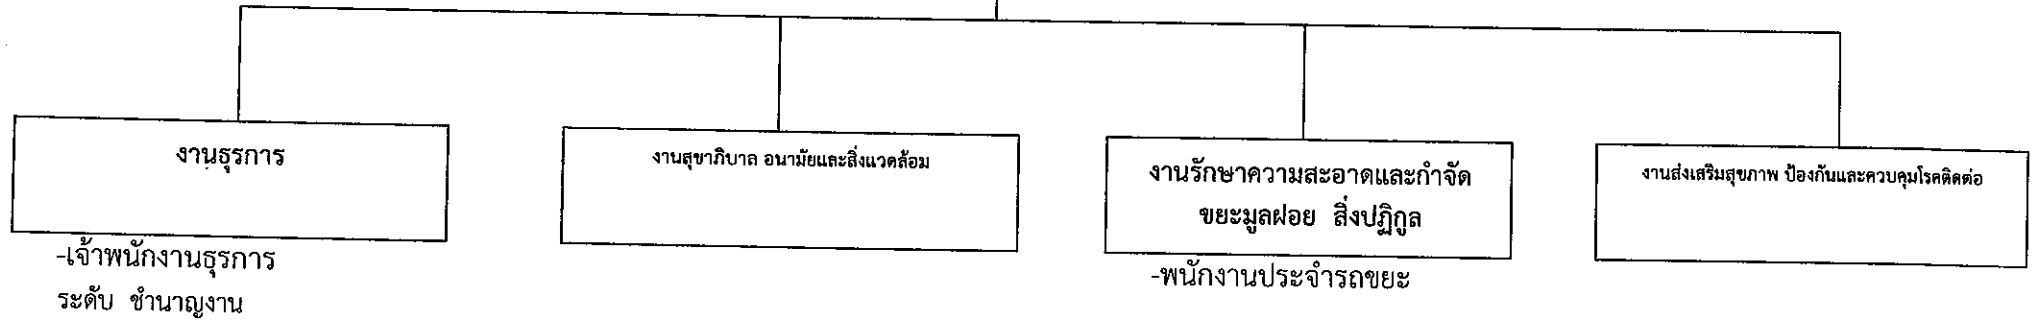 งานธุรการ
-เจ้าพนักงานธุรการ
ระดับ ชำนาญงาน
งานสุขาภิบาล อนามัยและสิ่งแวดล้อม
งานรักษาความสะอาดและกำจัด
ขยะมูลฝอย สิ่งปฏิกูล
-พนักงานประจำรถขยะ
งานส่งเสริมสุขภาพ ป้องกันและควบคุมโรคติดต่อ